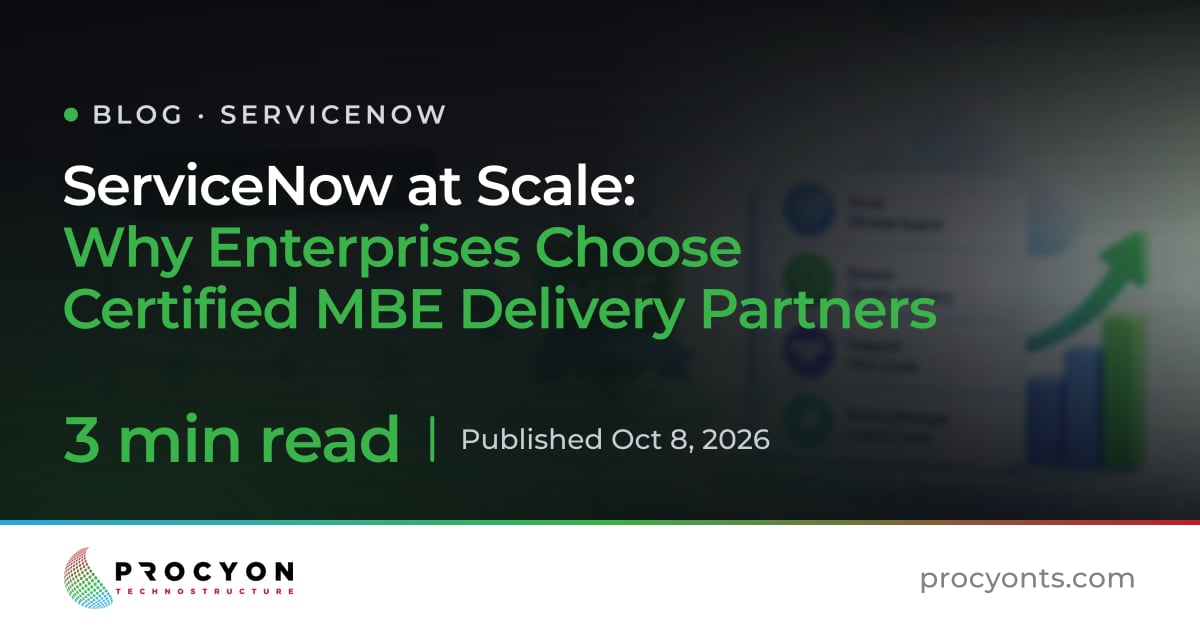 BLOG · SERVICENOW
ServiceNow at Scale:
Why Enterprises Choose
Certified MBE Delivery Partners
3 min read
Published Oct 8, 2026
PROCYON
TECHNOSTRUCTURE
procyonts.com